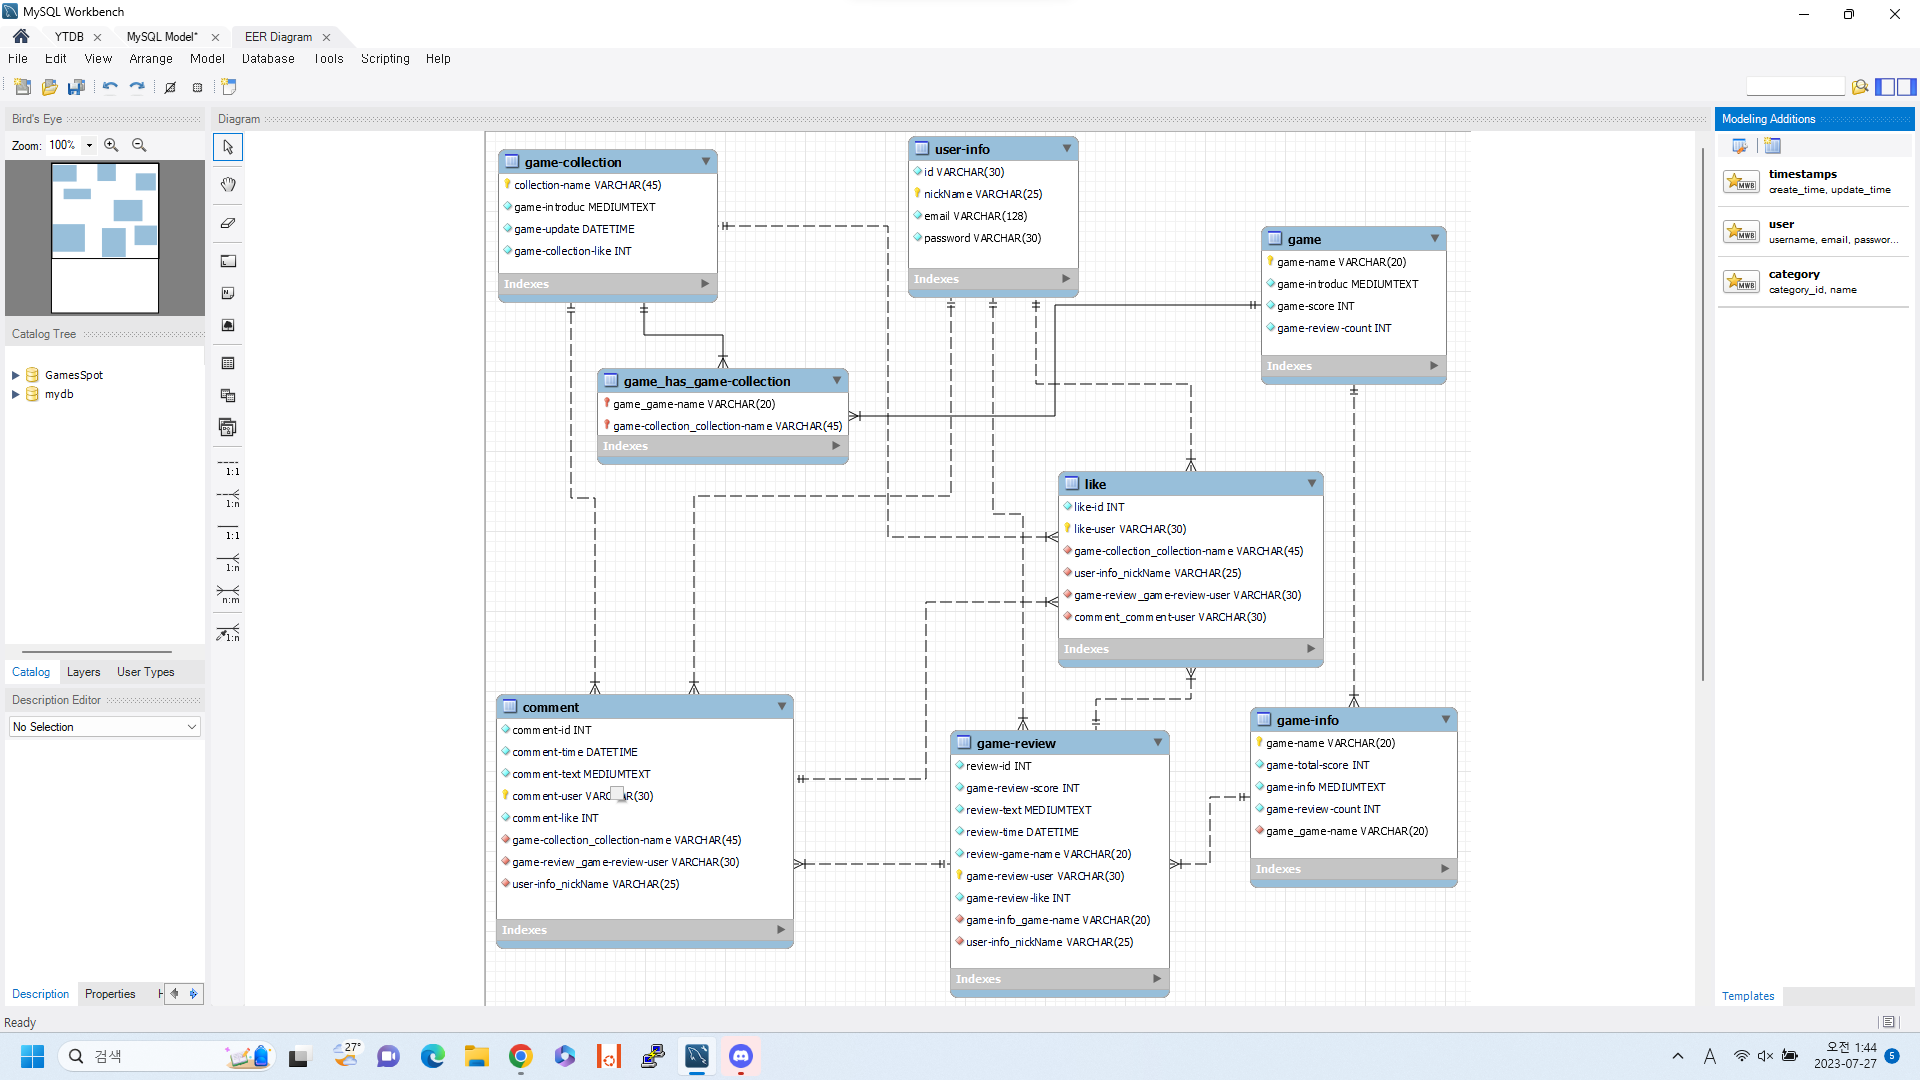 MySQL Workbench
YTDB
MySQL Model*
EER Diagram
File Edit View Arrange Model Database Tools Scripting Help
Bird's Eye
Zoom: 100%
Catalog Tree
GamesSpot
mydb
Catalog Layers User Types
Description Editor
No Selection
Description Properties H
Diagram
1:1
1:n
1:1
1:n
n:m
1:n
game-collection
collection-name VARCHAR(45)
game-introduc MEDIUMTEXT
game-update DATETIME
game-collection-like INT
Indexes
user-info
id VARCHAR(30)
nickName VARCHAR(25)
email VARCHAR(128)
password VARCHAR(30)
Indexes
game
game-name VARCHAR(20)
game-introduc MEDIUMTEXT
game-score INT
game-review-count INT
Indexes
game_has_game-collection
game_game-name VARCHAR(20)
game-collection_collection-name VARCHAR(45)
Indexes
like
like-id INT
like-user VARCHAR(30)
game-collection_collection-name VARCHAR(45)
user-info_nickName VARCHAR(25)
game-review_game-review-user VARCHAR(30)
comment_comment-user VARCHAR(30)
Indexes
comment
comment-id INT
comment-time DATETIME
comment-text MEDIUMTEXT
comment-user VARCHAR(30)
comment-like INT
game-collection_collection-name VARCHAR(45)
game-review_game-review-user VARCHAR(30)
user-info_nickName VARCHAR(25)
Indexes
game-review
review-id INT
game-review-score INT
review-text MEDIUMTEXT
review-time DATETIME
review-game-name VARCHAR(20)
game-review-user VARCHAR(30)
game-review-like INT
game-info_game-name VARCHAR(20)
user-info_nickName VARCHAR(25)
Indexes
game-info
game-name VARCHAR(20)
game-total-score INT
game-info MEDIUMTEXT
game-review-count INT
game_game-name VARCHAR(20)
Indexes
Modeling Additions
MWB
timestamps
create_time, update_time
MWB
user
username, email, passwor...
MWB
category
category_id, name
Templates
Ready
검색
27°
A
오전 1:44
2023-07-27
5